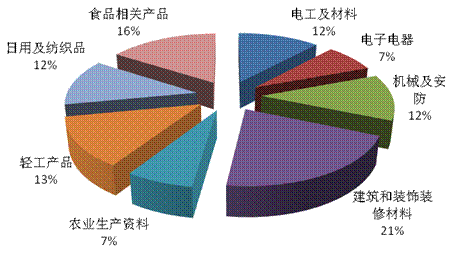 食品相关产品
16%
电工及材料
12%
电子电器
7%
机械及安
防
12%
建筑和装饰装
修材料
21%
农业生产资料
7%
轻工产品
13%
日用及纺织品
12%